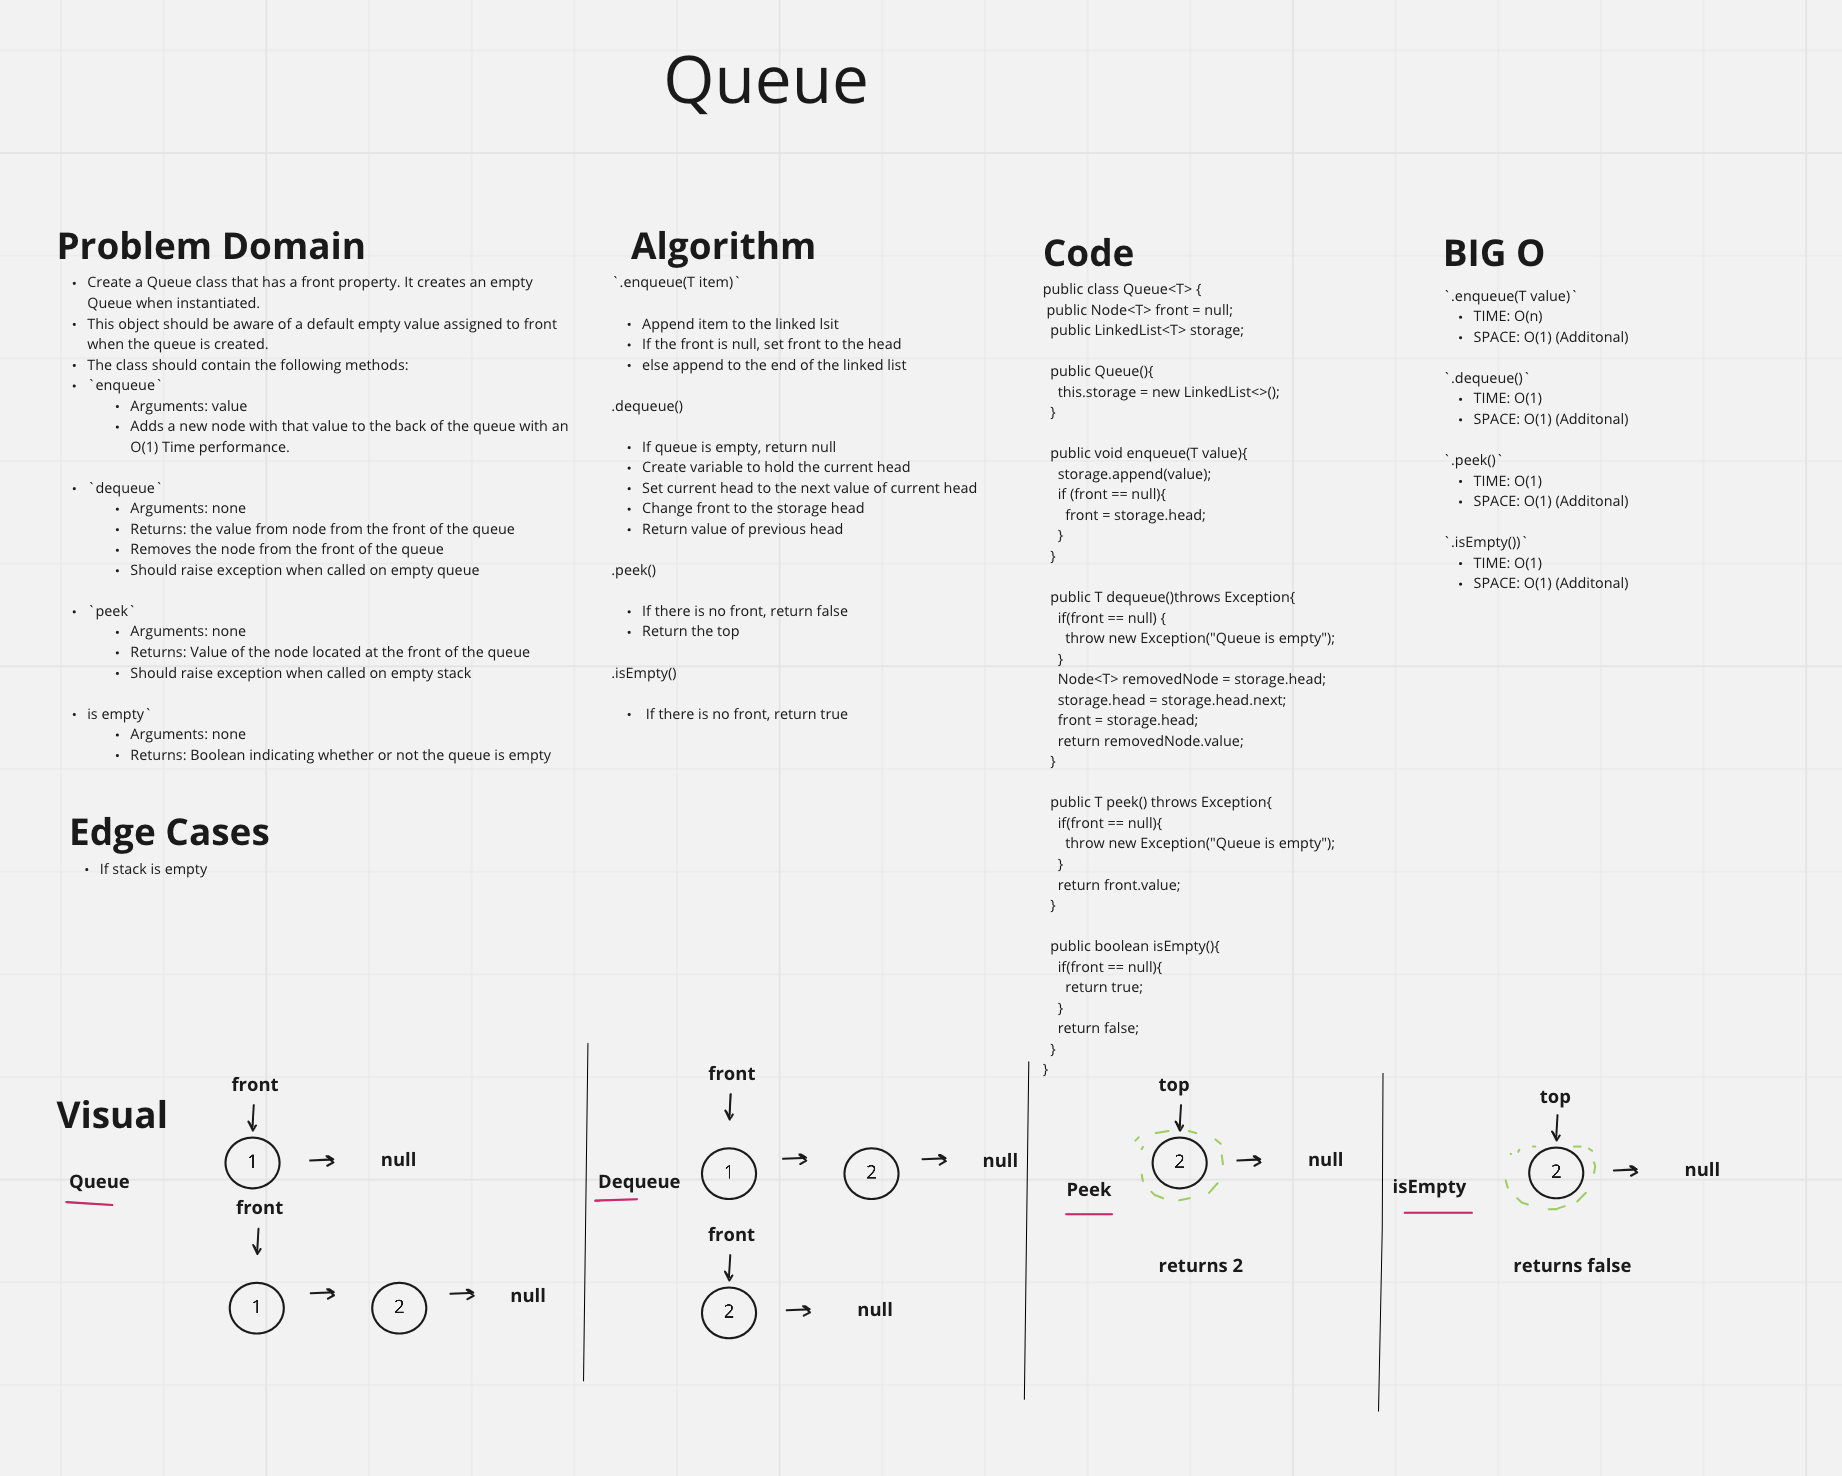 Queue
Problem Domain
• Create a Queue class that has a front property. It creates an empty
Queue when instantiated.
• This object should be aware of a default empty value assigned to front
when the queue is created.
• The class should contain the following methods:
• `enqueue`
• Arguments: value
• Adds a new node with that value to the back of the queue with an
O(1) Time performance.
• `dequeue`
• Arguments: none
• Returns: the value from node from the front of the queue
• Removes the node from the front of the queue
• Should raise exception when called on empty queue
• `peek`
• Arguments: none
• Returns: Value of the node located at the front of the queue
• Should raise exception when called on empty stack
• is empty`
• Arguments: none
• Returns: Boolean indicating whether or not the queue is empty
Edge Cases
• If stack is empty
Algorithm
`.enqueue(T item)`
• Append item to the linked lsit
• If the front is null, set front to the head
• else append to the end of the linked list
.dequeue()
• If queue is empty, return null
• Create variable to hold the current head
• Set current head to the next value of current head
• Change front to the storage head
• Return value of previous head
.peek()
• If there is no front, return false
• Return the top
.isEmpty()
• If there is no front, return true
Code
public class Queue<T> {
public Node<T> front = null;
public LinkedList<T> storage;
public Queue(){
this.storage = new LinkedList<>();
}
public void enqueue(T value){
storage.append(value);
if (front == null){
front = storage.head;
}
}
public T dequeue()throws Exception{
if(front == null) {
throw new Exception("Queue is empty");
}
Node<T> removedNode = storage.head;
storage.head = storage.head.next;
front = storage.head;
return removedNode.value;
}
public T peek() throws Exception{
if(front == null){
throw new Exception("Queue is empty");
}
return front.value;
}
public boolean isEmpty(){
if(front == null){
return true;
}
return false;
}
}
BIG O
`.enqueue(T value)`
• TIME: O(n)
• SPACE: O(1) (Additonal)
`.dequeue()`
• TIME: O(1)
• SPACE: O(1) (Additonal)
`.peek()`
• TIME: O(1)
• SPACE: O(1) (Additonal)
`.isEmpty())`
• TIME: O(1)
• SPACE: O(1) (Additonal)
Visual
Queue
front
1
null
front
1
2
null
Dequeue
front
1
2
null
front
2
null
Peek
top
2
null
returns 2
isEmpty
top
2
null
returns false